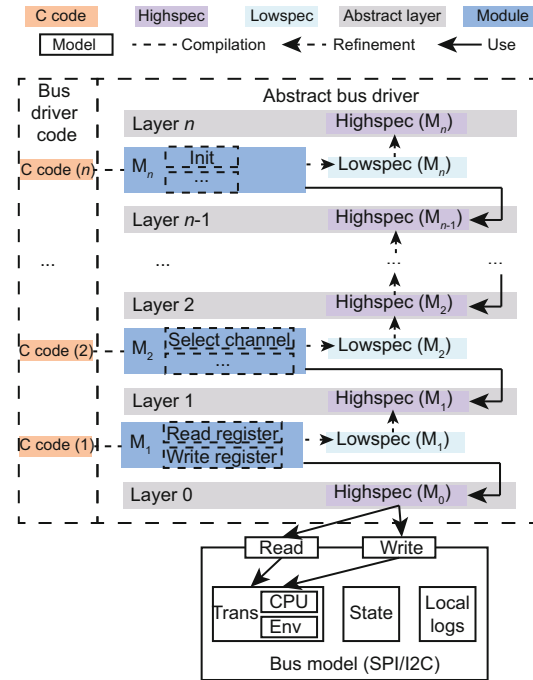 C code Highspec Lowspec Abstract layer Module
Model Compilation Refinement Use
Bus driver code
Abstract bus driver
Layer n Highspec (Mn)
C code (n) Mn Init Lowspec (Mn)
...
Layer n-1 Highspec (Mn-1)
... ... ... ...
Layer 2 Highspec (M2)
C code (2) M2 Select channel Lowspec (M2)
...
Layer 1 Highspec (M1)
C code (1) M1 Read register Lowspec (M1)
Write register
Layer 0 Highspec (M0)
Read Write
Trans CPU Env State Local logs
Bus model (SPI/I2C)